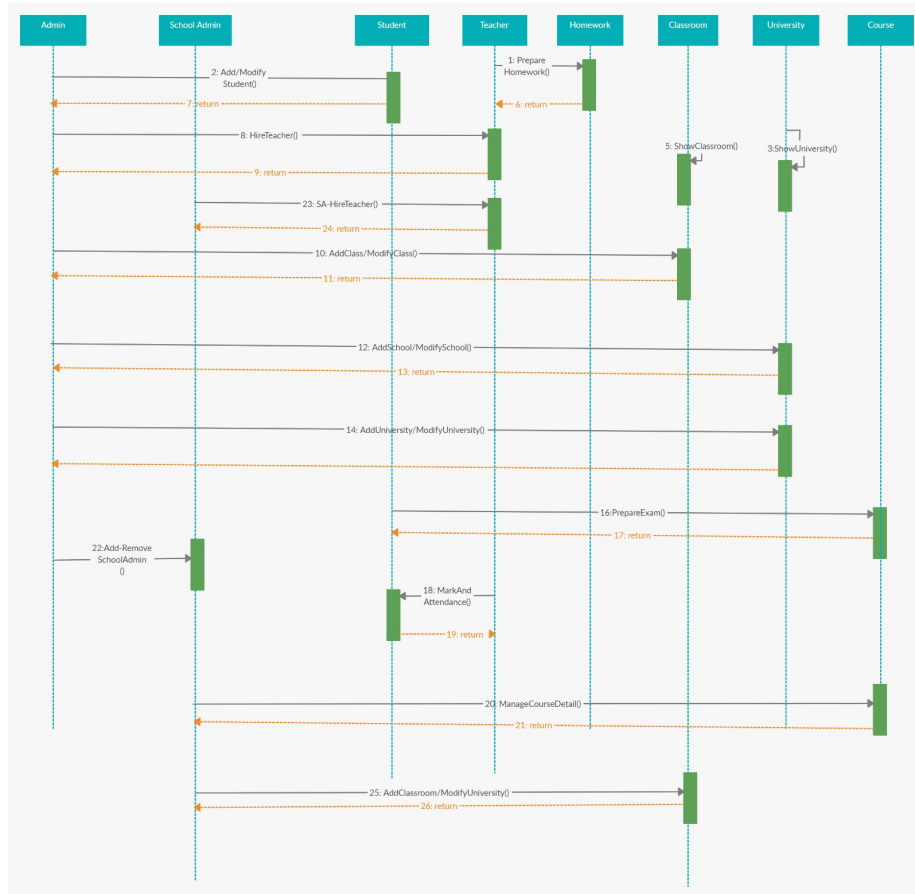 Admin
School Admin
Student
Teacher
Homework
Classroom
University
Course
1: Prepare
Homework()
2: Add/Modify
Student()
7: return
6: return
8: HireTeacher()
5: ShowClassroom()
3:ShowUniversity()
9: return
23: SA-HireTeacher()
24: return
10: AddClass/ModifyClass()
11: return
12: AddSchool/ModifySchool()
13: return
14: AddUniversity/ModifyUniversity()
16:PrepareExam()
17: return
22:Add-Remove
SchoolAdmin
()
18: MarkAnd
Attendance()
19: return
20: ManageCourseDetail()
21: return
25: AddClassroom/ModifyUniversity()
26: return